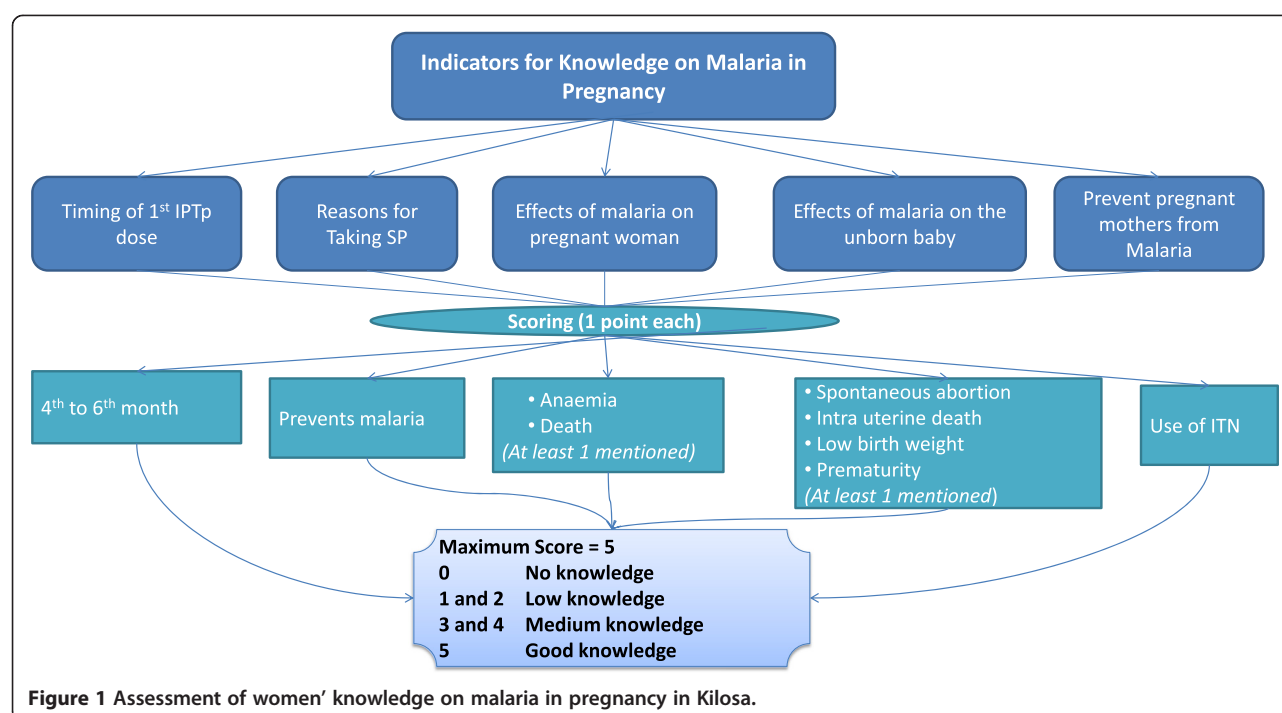 Indicators for Knowledge on Malaria in
Pregnancy
Timing of 1st IPTp
dose
Reasons for
Taking SP
Effects of malaria on
pregnant woman
Effects of malaria on the
unborn baby
Prevent pregnant
mothers from
Malaria
Scoring (1 point each)
4th to 6th month
Prevents malaria
• Anaemia
• Death
(At least 1 mentioned)
• Spontaneous abortion
• Intra uterine death
• Low birth weight
• Prematurity
(At least 1 mentioned)
Use of ITN
Maximum Score = 5
0 No knowledge
1 and 2 Low knowledge
3 and 4 Medium knowledge
5 Good knowledge
Figure 1 Assessment of women' knowledge on malaria in pregnancy in Kilosa.